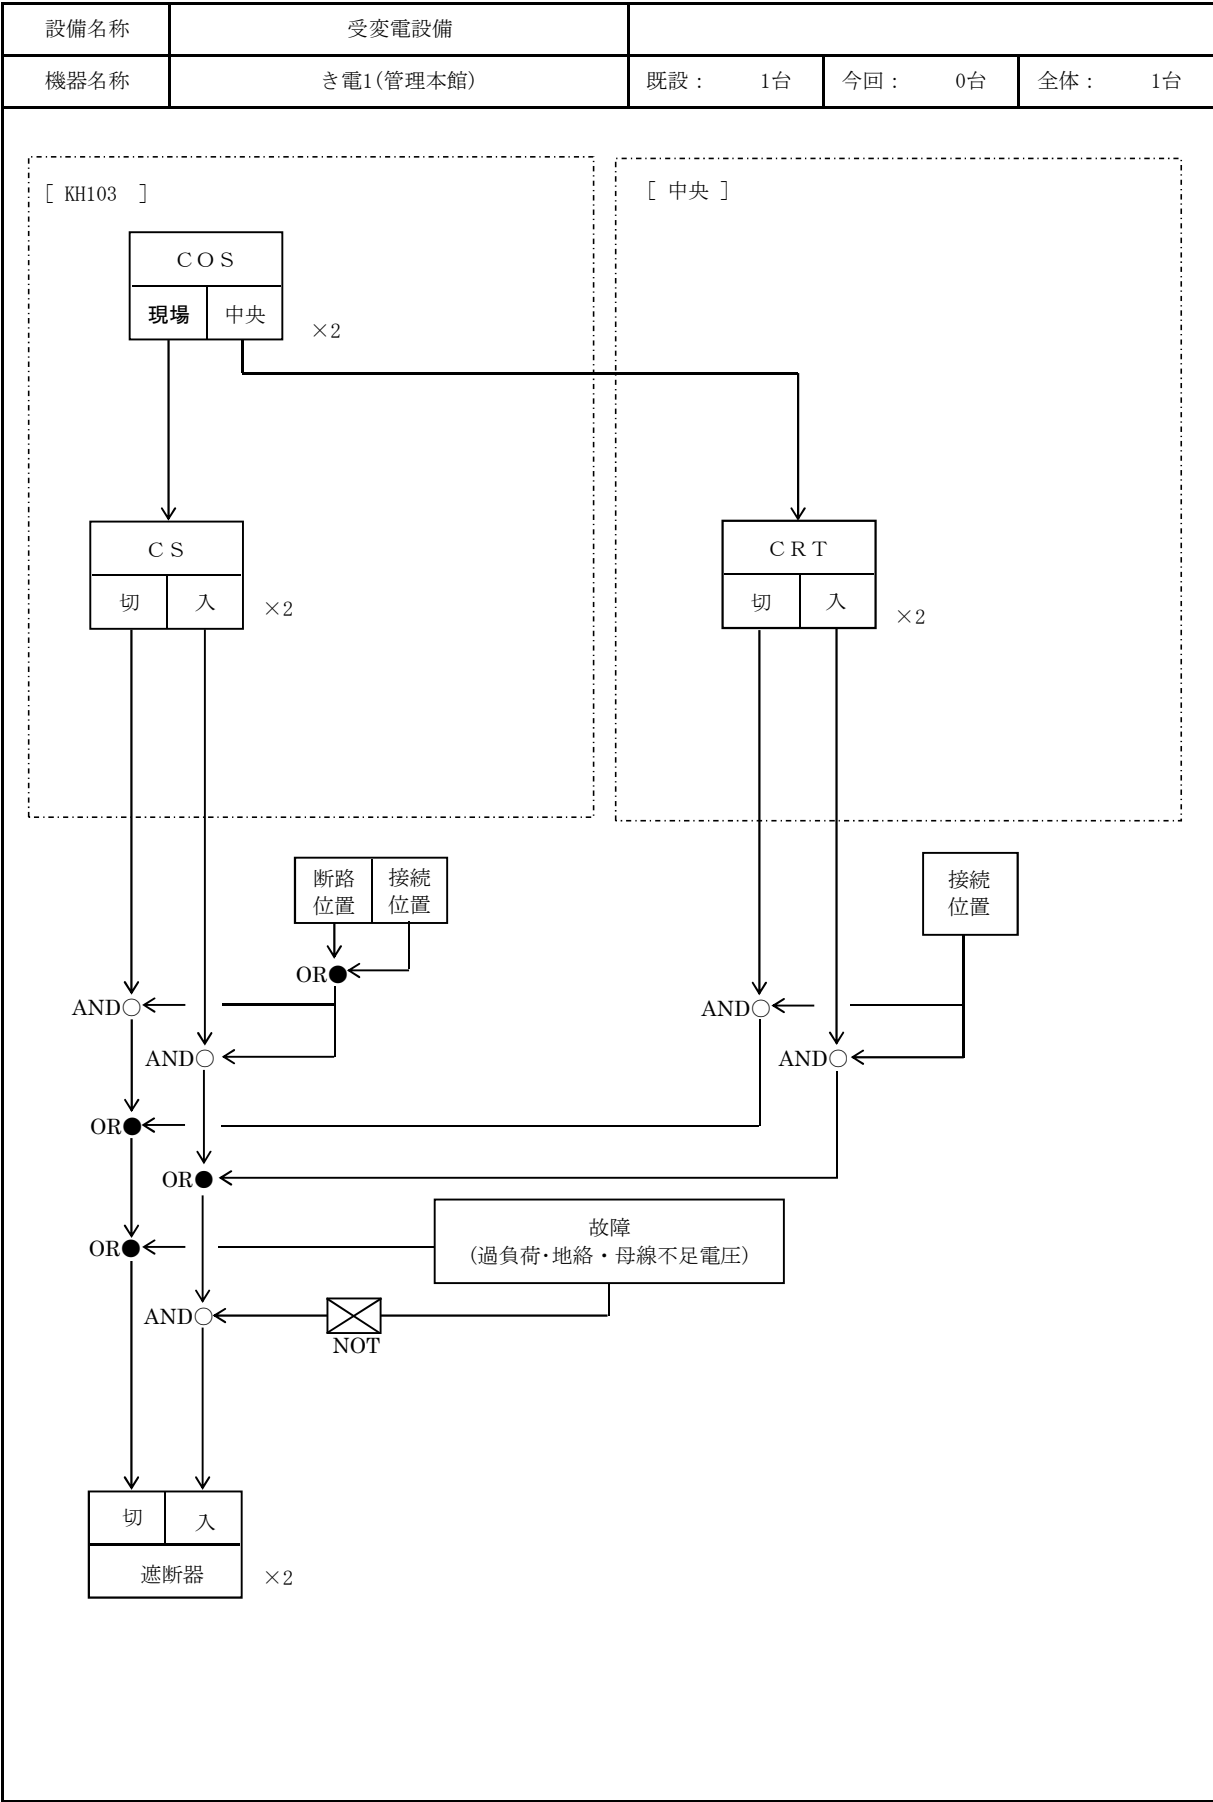 設備名称 受変電設備
機器名称 き電1(管理本館) 既設： 1台 今回： 0台 全体： 1台
[ KH103 ]
[ 中央 ]
ＣＯＳ
現場 中央
×2
ＣＳ
切 入
×2
ＣＲＴ
切 入
×2
断路位置 接続位置
接続
位置
OR
AND
AND
AND
AND
OR
OR
故障
(過負荷･地絡・母線不足電圧)
OR
AND
NOT
切 入
遮断器
×2